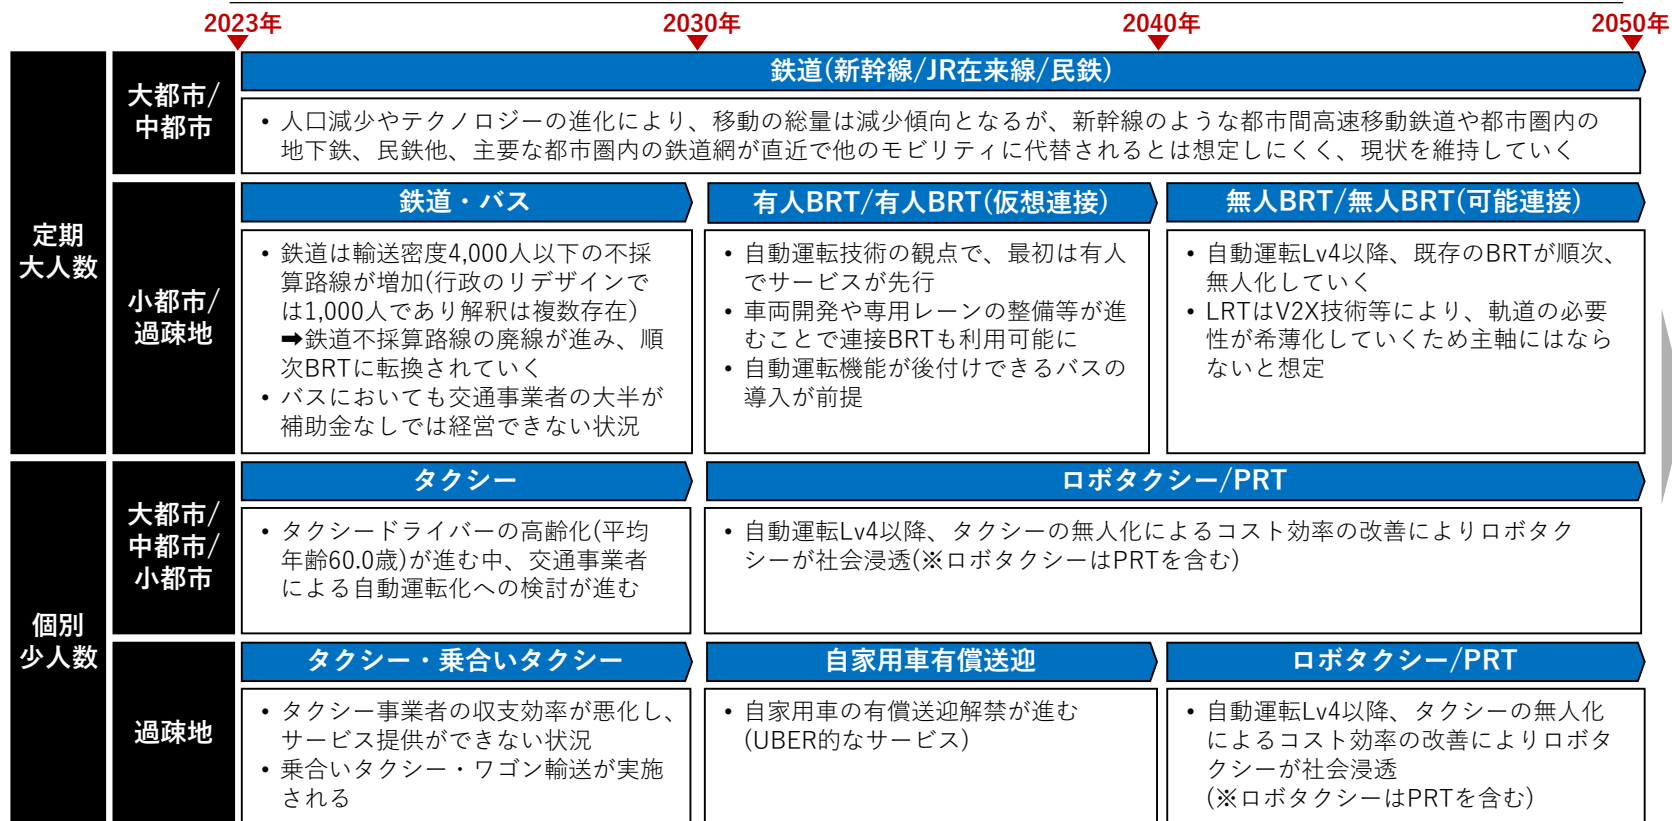 2023年
2030年
2040年
2050年
定期
大人数
大都市/
中都市
鉄道(新幹線/JR在来線/民鉄)
• 人口減少やテクノロジーの進化により、移動の総量は減少傾向となるが、新幹線のような都市間高速移動鉄道や都市圏内の
地下鉄、民鉄他、主要な都市圏内の鉄道網が直近で他のモビリティに代替されるとは想定しにくく、現状を維持していく
小都市/
過疎地
鉄道・バス
• 鉄道は輸送密度4,000人以下の不採
算路線が増加(行政のリデザインで
は1,000人であり解釈は複数存在)
➡鉄道不採算路線の廃線が進み、順
次BRTに転換されていく
• バスにおいても交通事業者の大半が
補助金なしでは経営できない状況
有人BRT/有人BRT(仮想連接)
• 自動運転技術の観点で、最初は有人
でサービスが先行
• 車両開発や専用レーンの整備等が進
むことで連接BRTも利用可能に
• 自動運転機能が後付けできるバスの
導入が前提
無人BRT/無人BRT(可能連接)
• 自動運転Lv4以降、既存のBRTが順次、
無人化していく
• LRTはV2X技術等により、軌道の必要
性が希薄化していくため主軸にはなら
ないと想定
個別
少人数
大都市/
中都市/
小都市
タクシー
• タクシードライバーの高齢化(平均
年齢60.0歳)が進む中、交通事業者
による自動運転化への検討が進む
ロボタクシー/PRT
• 自動運転Lv4以降、タクシーの無人化によるコスト効率の改善によりロボタク
シーが社会浸透(※ロボタクシーはPRTを含む)
過疎地
タクシー・乗合いタクシー
• タクシー事業者の収支効率が悪化し、
サービス提供ができない状況
• 乗合いタクシー・ワゴン輸送が実施
される
自家用車有償送迎
• 自家用車の有償送迎解禁が進む
(UBER的なサービス)
ロボタクシー/PRT
• 自動運転Lv4以降、タクシーの無人化
によるコスト効率の改善によりロボタ
クシーが社会浸透
(※ロボタクシーはPRTを含む)